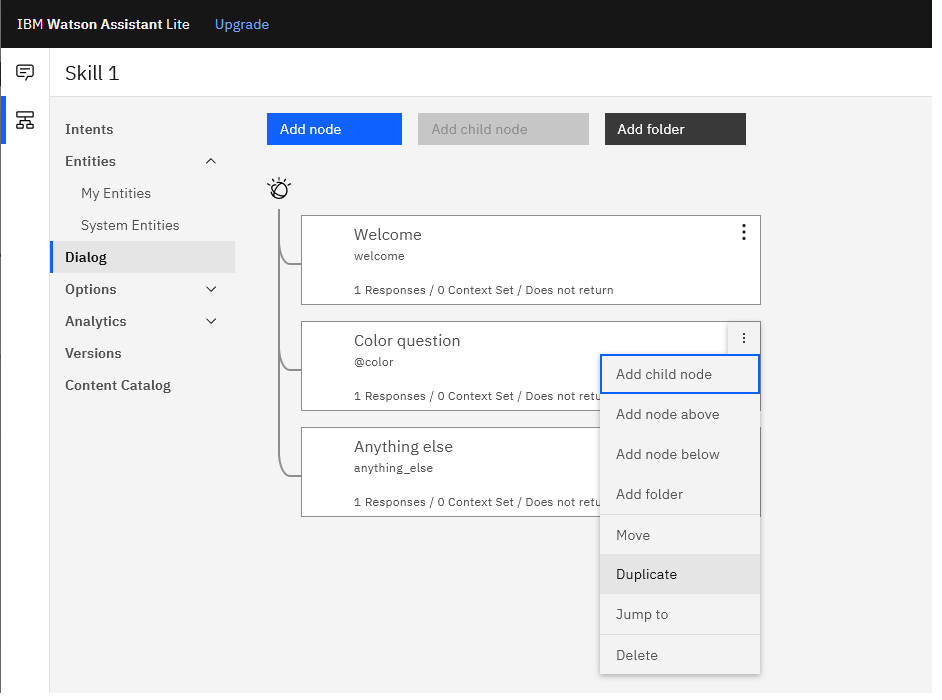 IBM Watson Assistant Lite Upgrade
Skill 1
Intents
Entities
My Entities
System Entities
Dialog
Options
Analytics
Versions
Content Catalog
Add node Add child node Add folder
Welcome
welcome
1 Responses / 0 Context Set / Does not return
Color question
@color
1 Responses / 0 Context Set / Does not retu
Anything else
anything_else
1 Responses / 0 Context Set / Does not retu
Add child node
Add node above
Add node below
Add folder
Move
Duplicate
Jump to
Delete